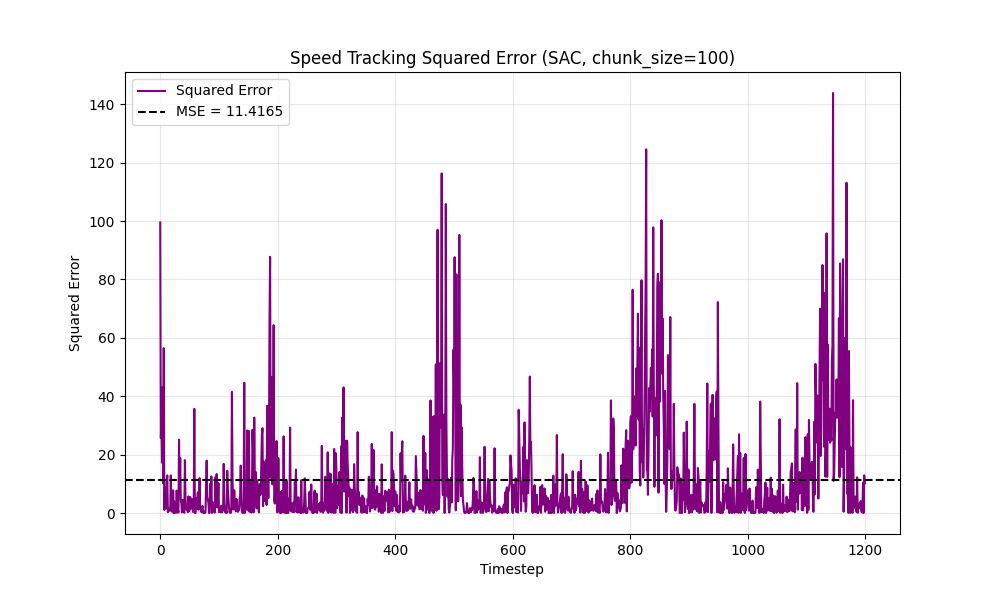 Speed Tracking Squared Error (SAC, chunk_size=100)
Squared Error
MSE = 11.4165
Squared Error
140
120
100
80
60
40
20
0
0 200 400 600 800 1000 1200
Timestep